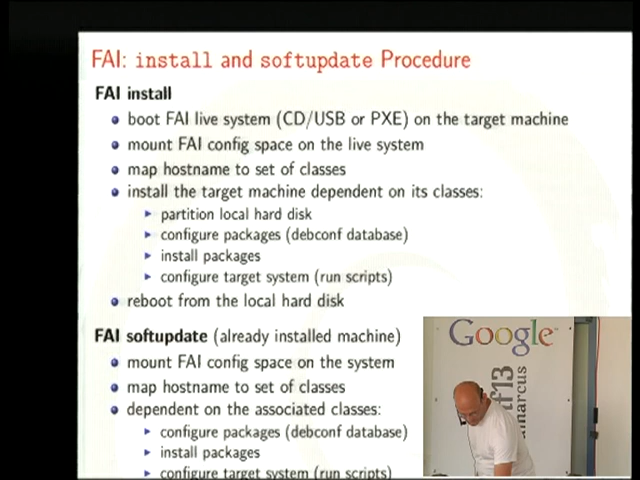 FAI: install and softupdate Procedure
FAI install
boot FAI live system (CD/USB or PXE) on the target machine
mount FAI config space on the live system
map hostname to set of classes
install the target machine dependent on its classes:
partition local hard disk
configure packages (debconf database)
install packages
configure target system (run scripts)
reboot from the local hard disk
FAI softupdate (already installed machine)
mount FAI config space on the system
map hostname to set of classes
dependent on the associated classes:
configure packages (debconf database)
install packages
configure target system (run scripts)
Google